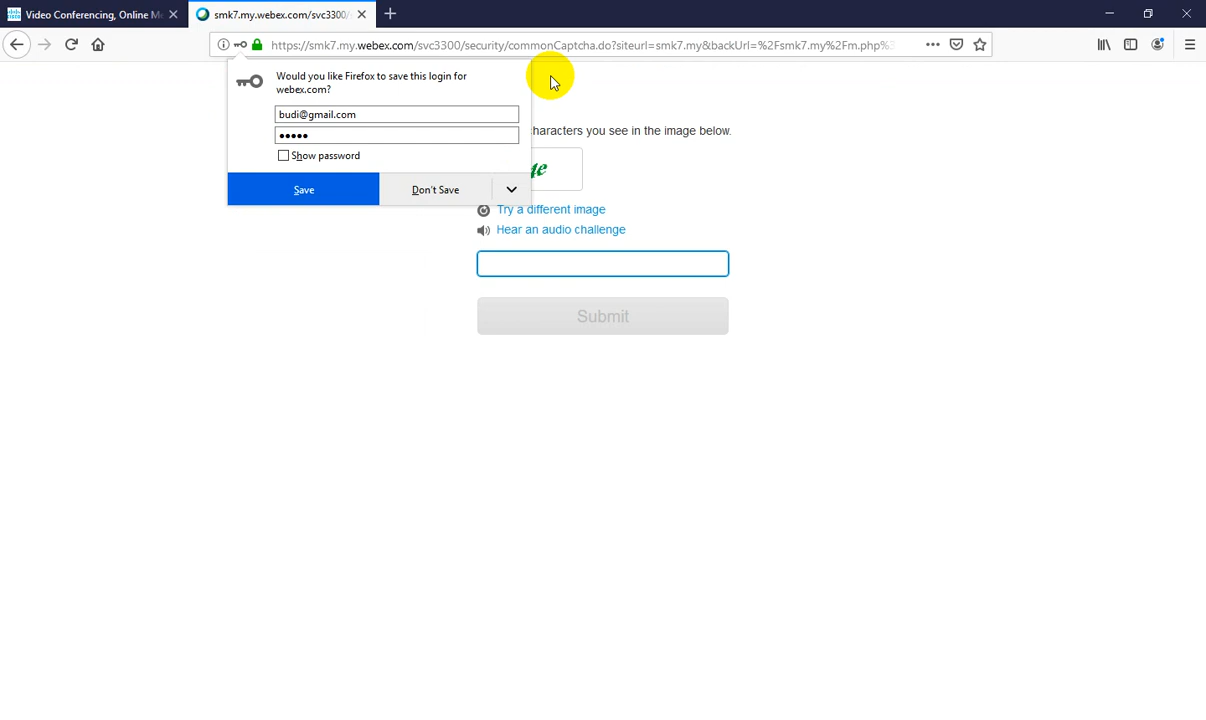 Video Conferencing, Online Me
smk7.my.webex.com/svc3300/
https://smk7.my.webex.com/svc3300/security/commonCaptcha.do?siteurl=smk7.my&backUrl=%2Fsmk7.my%2Fm.php%
Would you like Firefox to save this login for
webex.com?
budi@gmail.com
•••••
Show password
Save
Don't Save
characters you see in the image below.
Try a different image
Hear an audio challenge
Submit